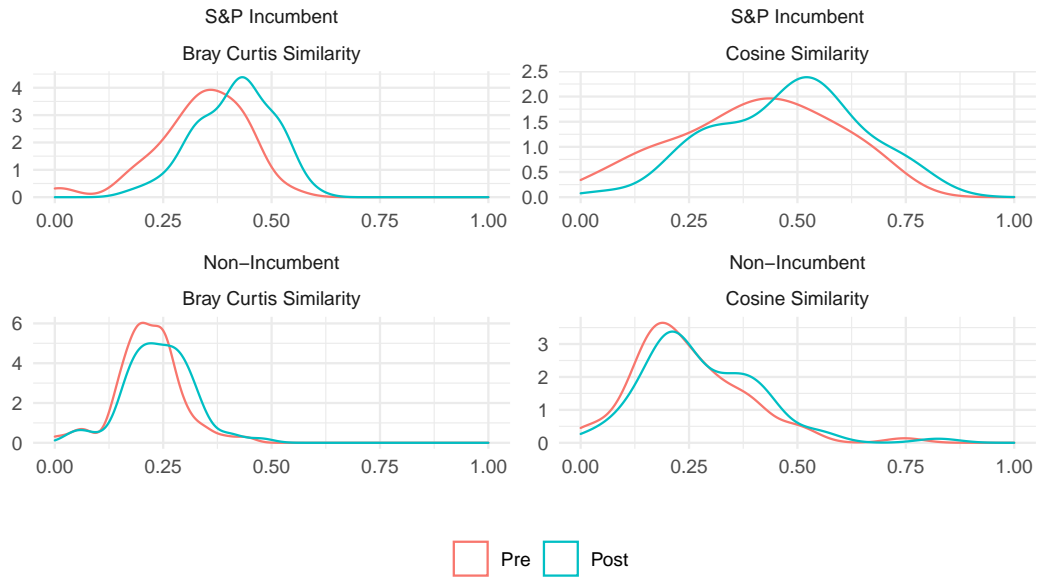 S&P Incumbent
Bray Curtis Similarity
4
3
2
1
0
0.00 0.25 0.50 0.75 1.00
S&P Incumbent
Cosine Similarity
2.5
2.0
1.5
1.0
0.5
0.0
0.00 0.25 0.50 0.75 1.00
Non−Incumbent
Bray Curtis Similarity
6
4
2
0
0.00 0.25 0.50 0.75 1.00
Non−Incumbent
Cosine Similarity
3
2
1
0
0.00 0.25 0.50 0.75 1.00
Pre Post